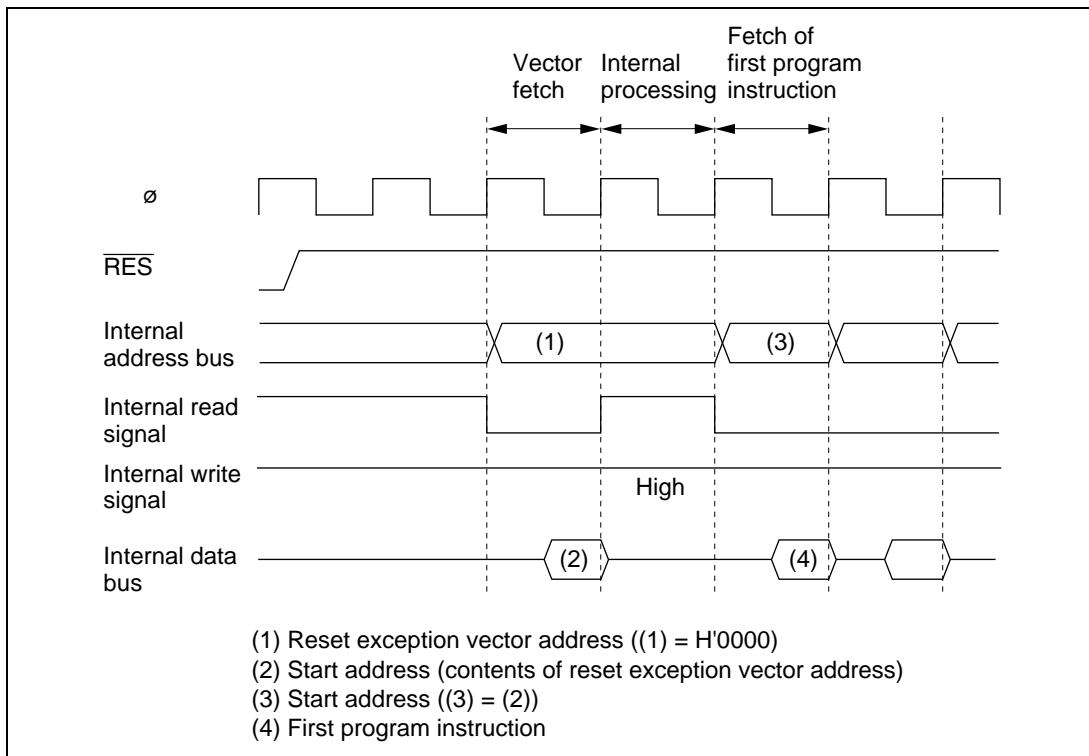 Vector
fetch
Internal
processing
Fetch of
first program
instruction
ø
RES
Internal
address bus
(1)
(3)
Internal read
signal
Internal write
signal
High
Internal data
bus
(2)
(4)
(1) Reset exception vector address ((1) = H'0000)
(2) Start address (contents of reset exception vector address)
(3) Start address ((3) = (2))
(4) First program instruction